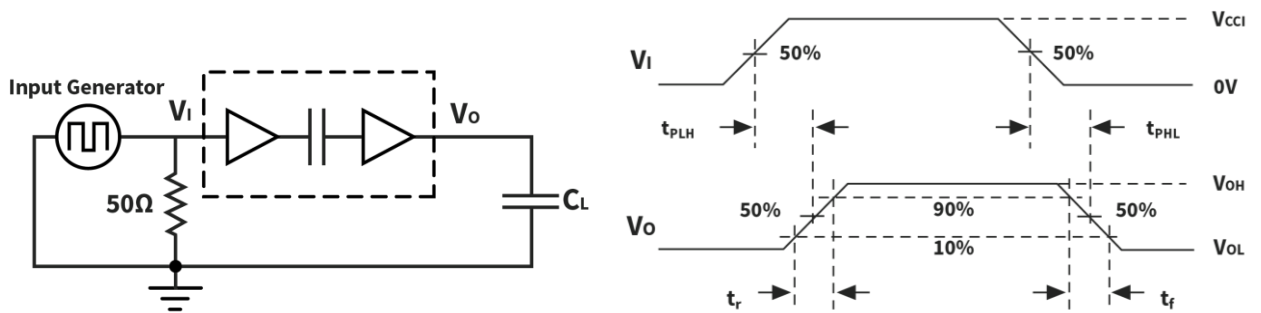 Input Generator
VI
VO
50Ω
CL
VI
50%
50%
VCCI
0V
tPLH
tPHL
VO
50%
90%
50%
10%
VOH
VOL
tr
tf